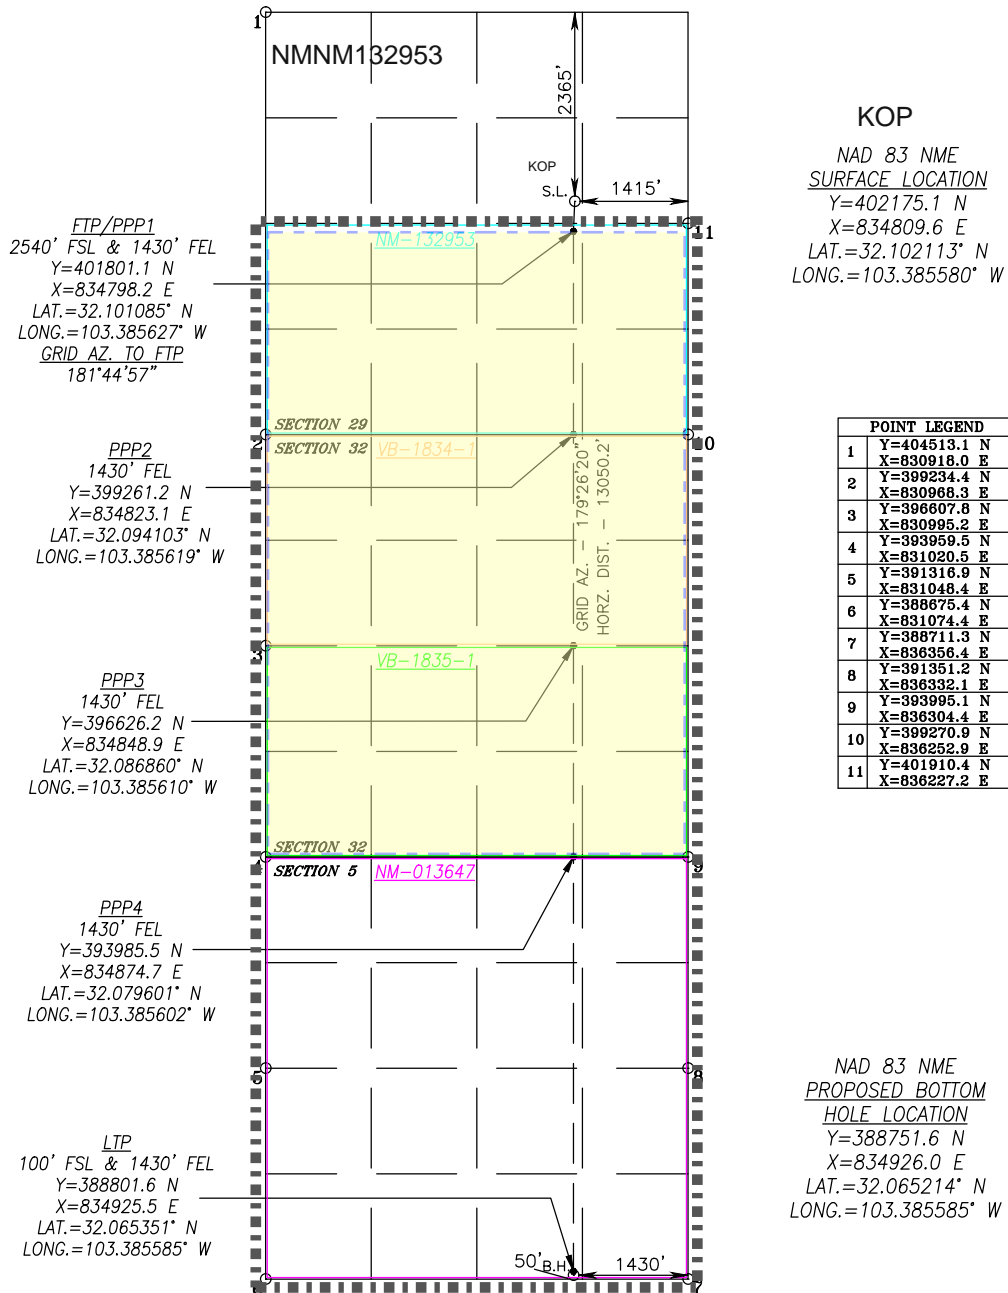 1
NMNM132953
2365'
KOP
S.L.
1415'
KOP
NAD 83 NME
SURFACE LOCATION
Y=402175.1 N
X=834809.6 E
LAT.=32.102113° N
LONG.=103.385580° W
FTP/PPP1
2540' FSL & 1430' FEL
Y=401801.1 N
X=834798.2 E
LAT.=32.101085° N
LONG.=103.385627° W
GRID AZ. TO FTP
181°44'57"
NM-132953
11
SECTION 29
2
SECTION 32
VB-1834-1
10
PPP2
1430' FEL
Y=399261.2 N
X=834823.1 E
LAT.=32.094103° N
LONG.=103.385619° W
GRID AZ. - 179°26'20"
HORZ. DIST. - 13050.2'
POINT LEGEND
1 Y=404513.1 N
X=830918.0 E
2 Y=399234.4 N
X=830968.3 E
3 Y=396607.8 N
X=830995.2 E
4 Y=393959.5 N
X=831020.5 E
5 Y=391316.9 N
X=831048.4 E
6 Y=388675.4 N
X=831074.4 E
7 Y=388711.3 N
X=836356.4 E
8 Y=391351.2 N
X=836332.1 E
9 Y=393995.1 N
X=836304.4 E
10 Y=399270.9 N
X=836252.9 E
11 Y=401910.4 N
X=836227.2 E
3
VB-1835-1
PPP3
1430' FEL
Y=396626.2 N
X=834848.9 E
LAT.=32.086860° N
LONG.=103.385610° W
SECTION 32
4
SECTION 5
NM-013647
9
PPP4
1430' FEL
Y=393985.5 N
X=834874.7 E
LAT.=32.079601° N
LONG.=103.385602° W
5
8
NAD 83 NME
PROPOSED BOTTOM
HOLE LOCATION
Y=388751.6 N
X=834926.0 E
LAT.=32.065214° N
LONG.=103.385585° W
LTP
100' FSL & 1430' FEL
Y=388801.6 N
X=834925.5 E
LAT.=32.065351° N
LONG.=103.385585° W
50'
B.H.
1430'
6
7